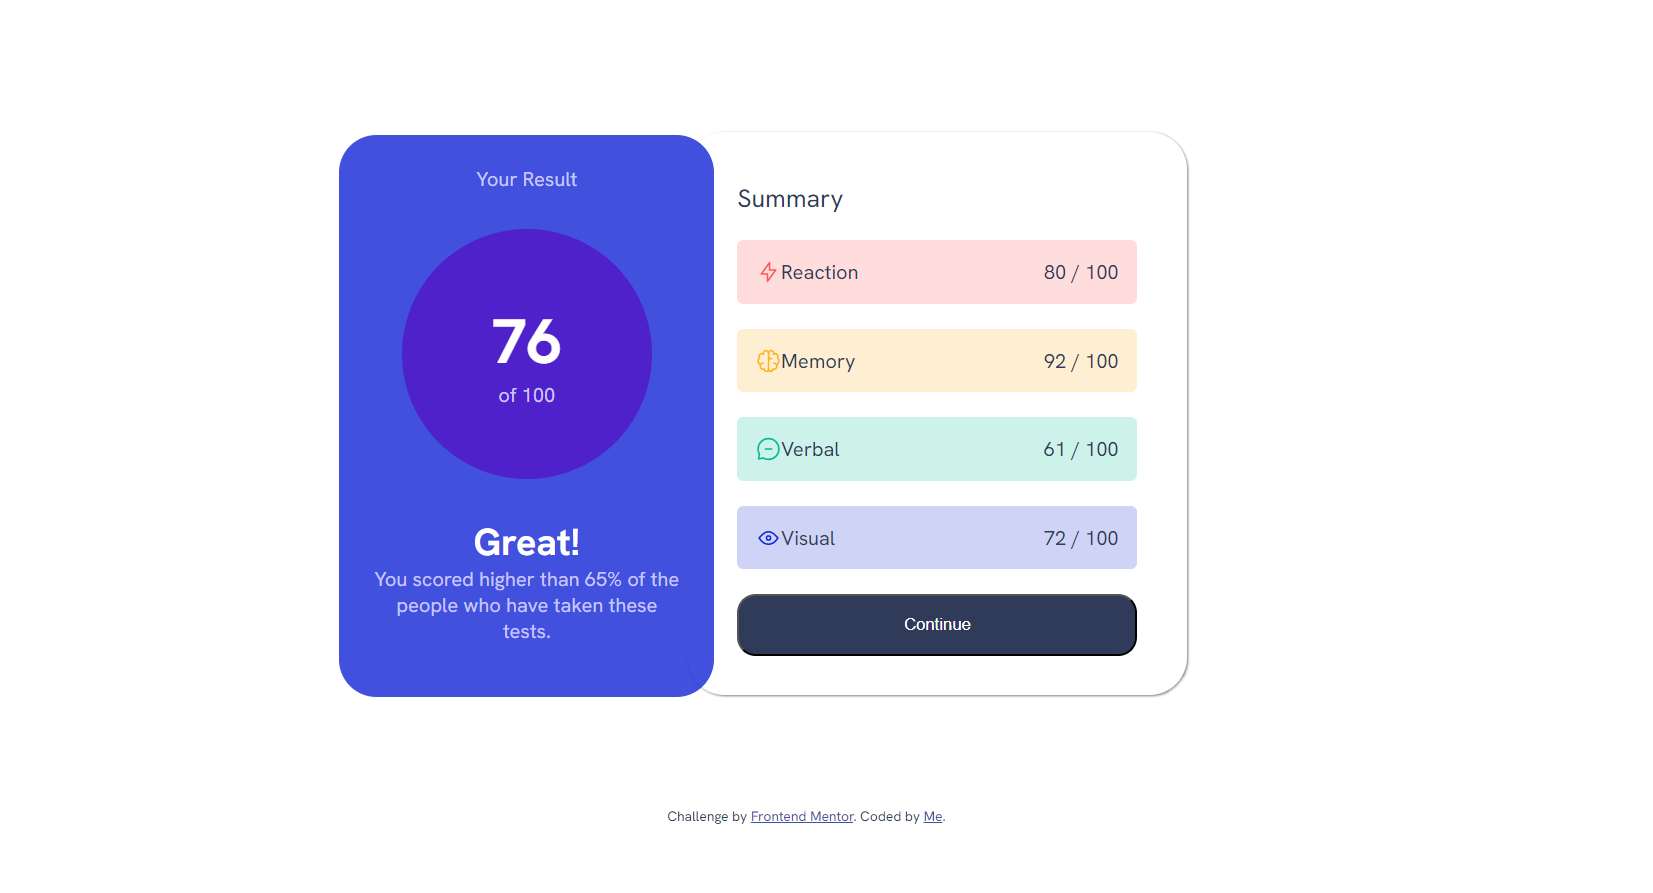 Your Result
76
of 100
Great!
You scored higher than 65% of the
people who have taken these
tests.
Summary
Reaction 80 / 100
Memory 92 / 100
Verbal 61 / 100
Visual 72 / 100
Continue
Challenge by Frontend Mentor. Coded by Me.